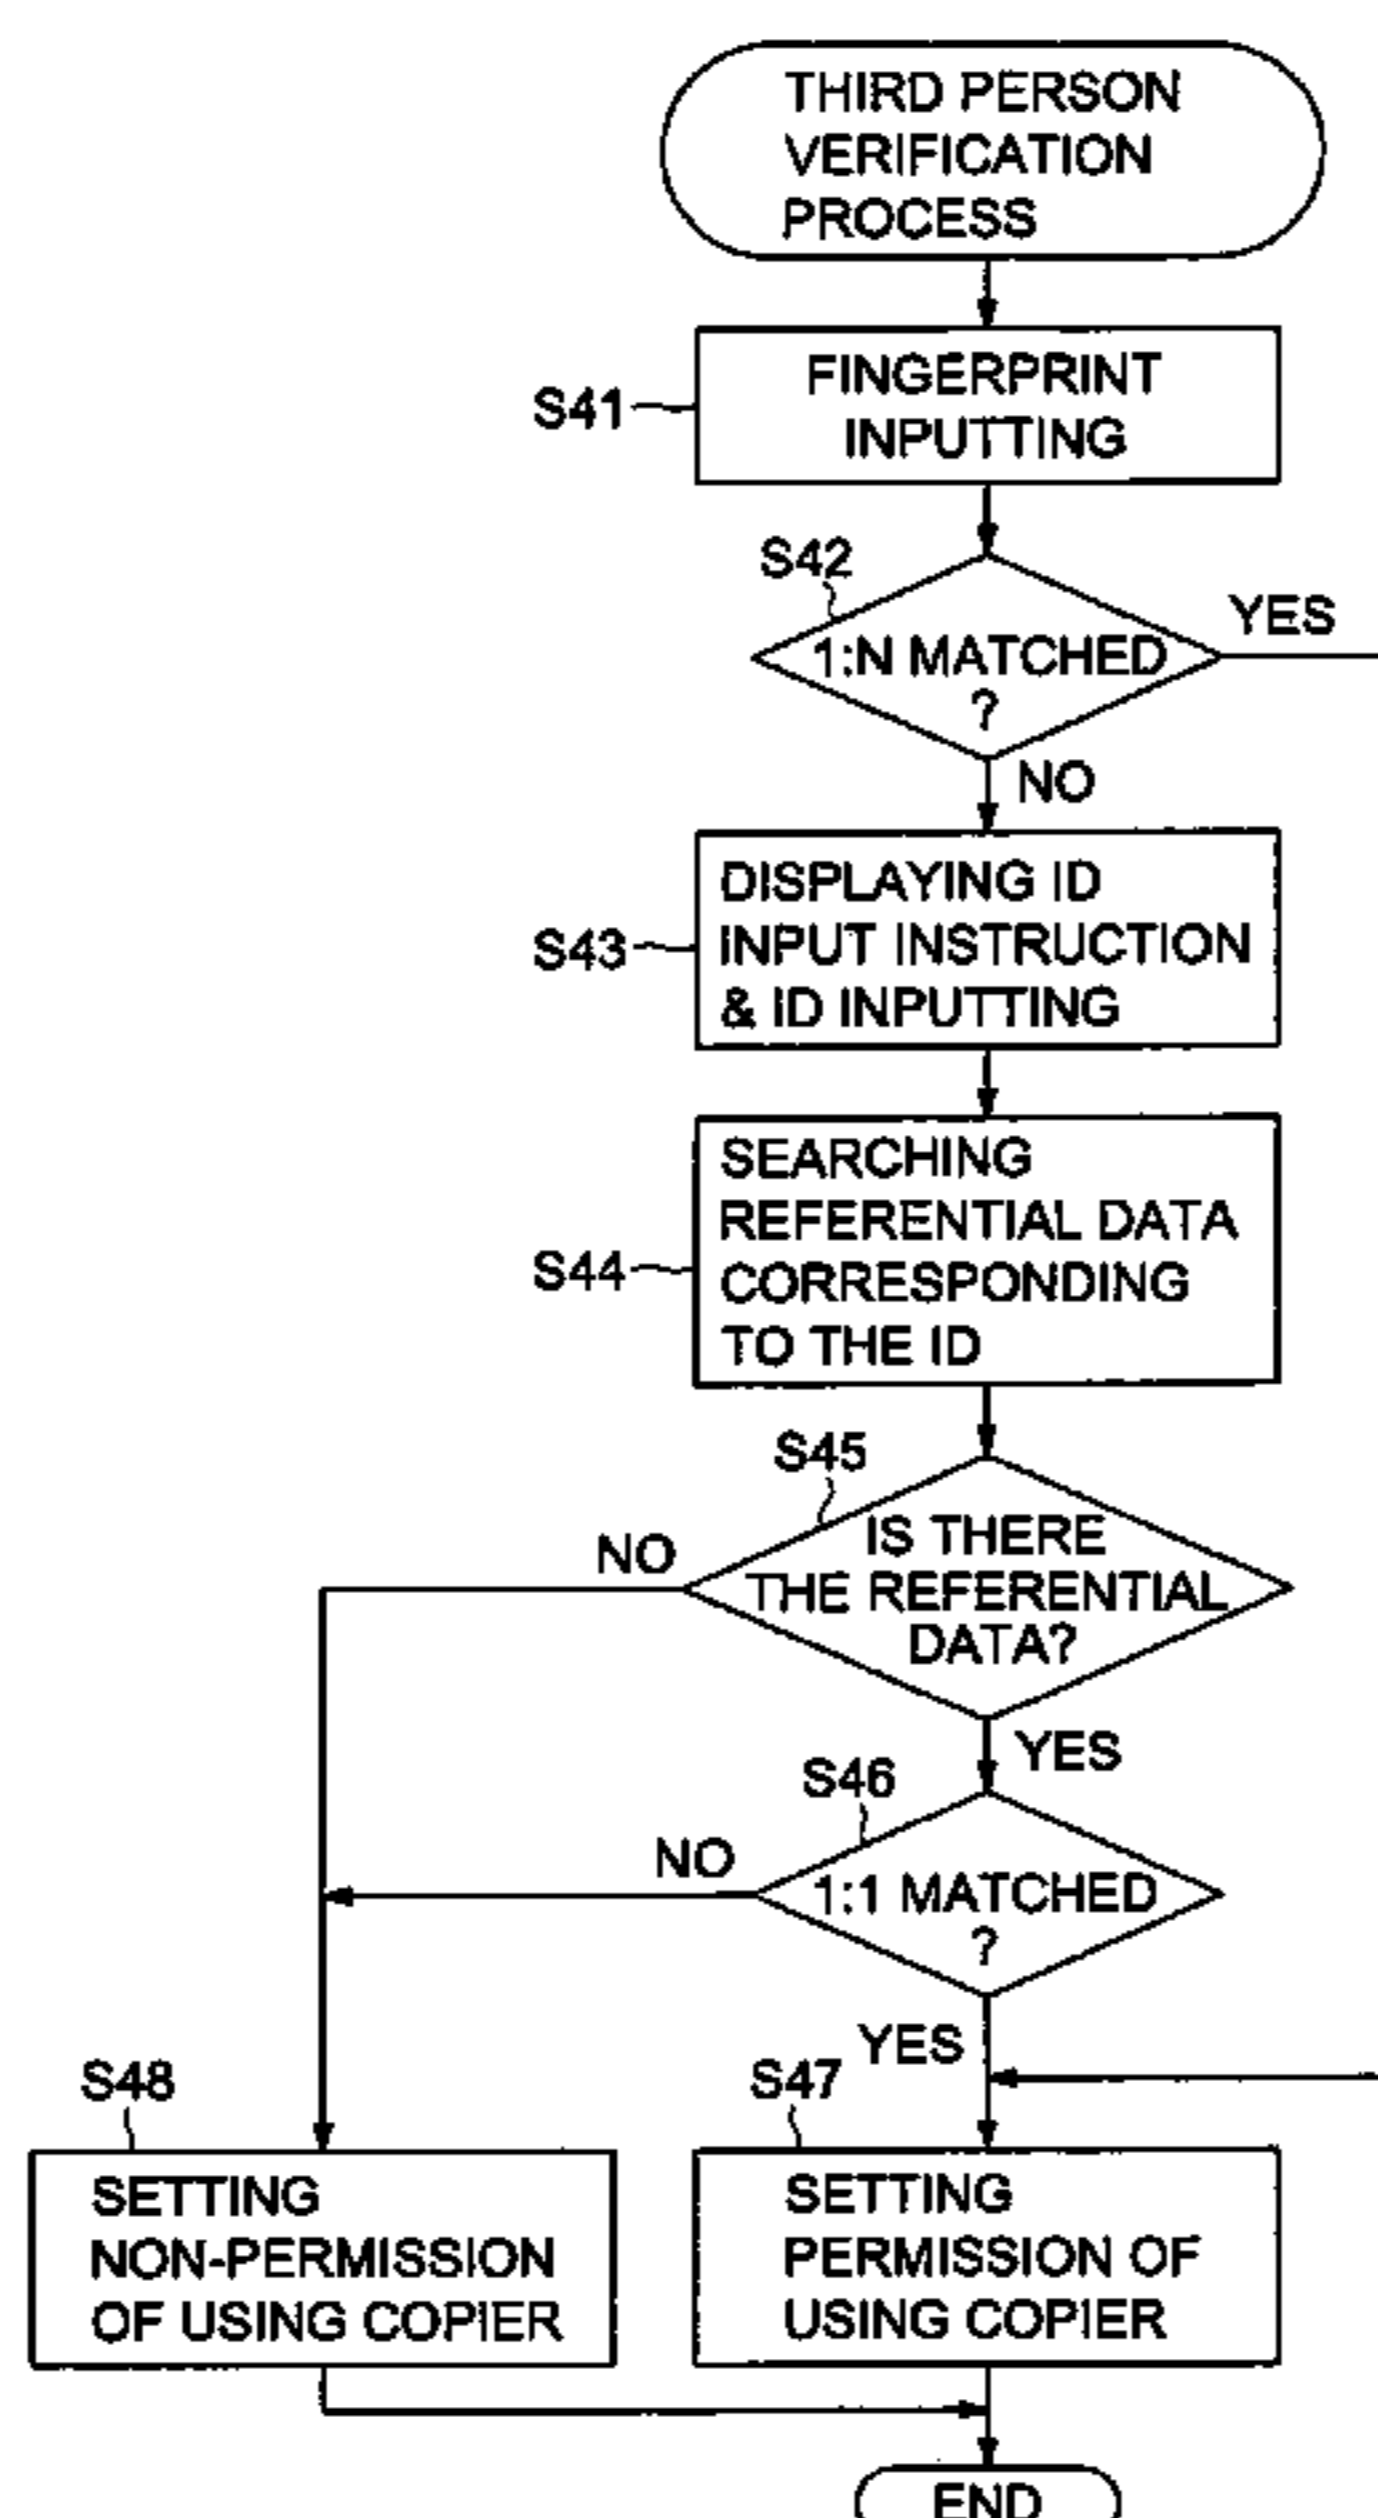 THIRD PERSON
VERIFICATION
PROCESS
S41
FINGERPRINT
INPUTTING
S42
YES
1:N MATCHED
?
NO
S43
DISPLAYING ID
INPUT INSTRUCTION
& ID INPUTTING
S44
SEARCHING
REFERENTIAL DATA
CORRESPONDING
TO THE ID
S45
NO
IS THERE
THE REFERENTIAL
DATA?
YES
S46
NO
1:1 MATCHED
?
YES
S48
S47
SETTING
NON-PERMISSION
OF USING COPIER
SETTING
PERMISSION OF
USING COPIER
END